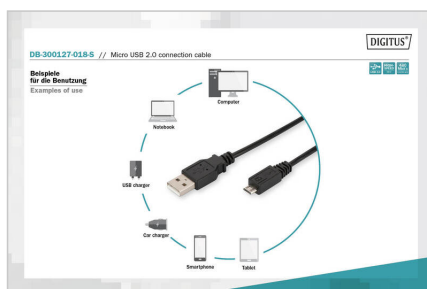 DIGITUS®
DB-300127-018-S // Micro USB 2.0 connection cable
Beispiele
für die Benutzung
Examples of use
Computer
Notebook
USB charger
Car charger
Smartphone
Tablet